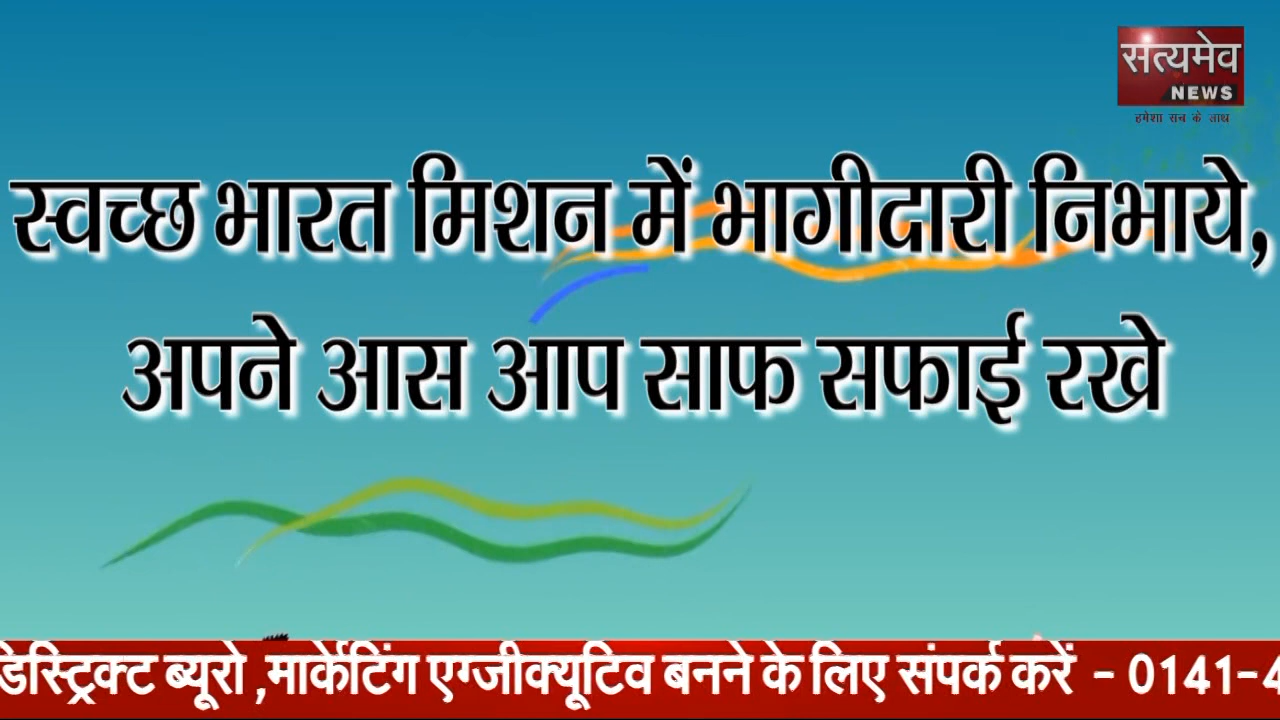 सत्यमेव
NEWS
हमेशा सच के साथ
स्वच्छ भारत मिशन में भागीदारी निभाये,
अपने आस आप साफ सफाई रखे
डिस्ट्रिक्ट ब्यूरो ,मार्केटिंग एग्जीक्यूटिव बनने के लिए संपर्क करें - 0141-4